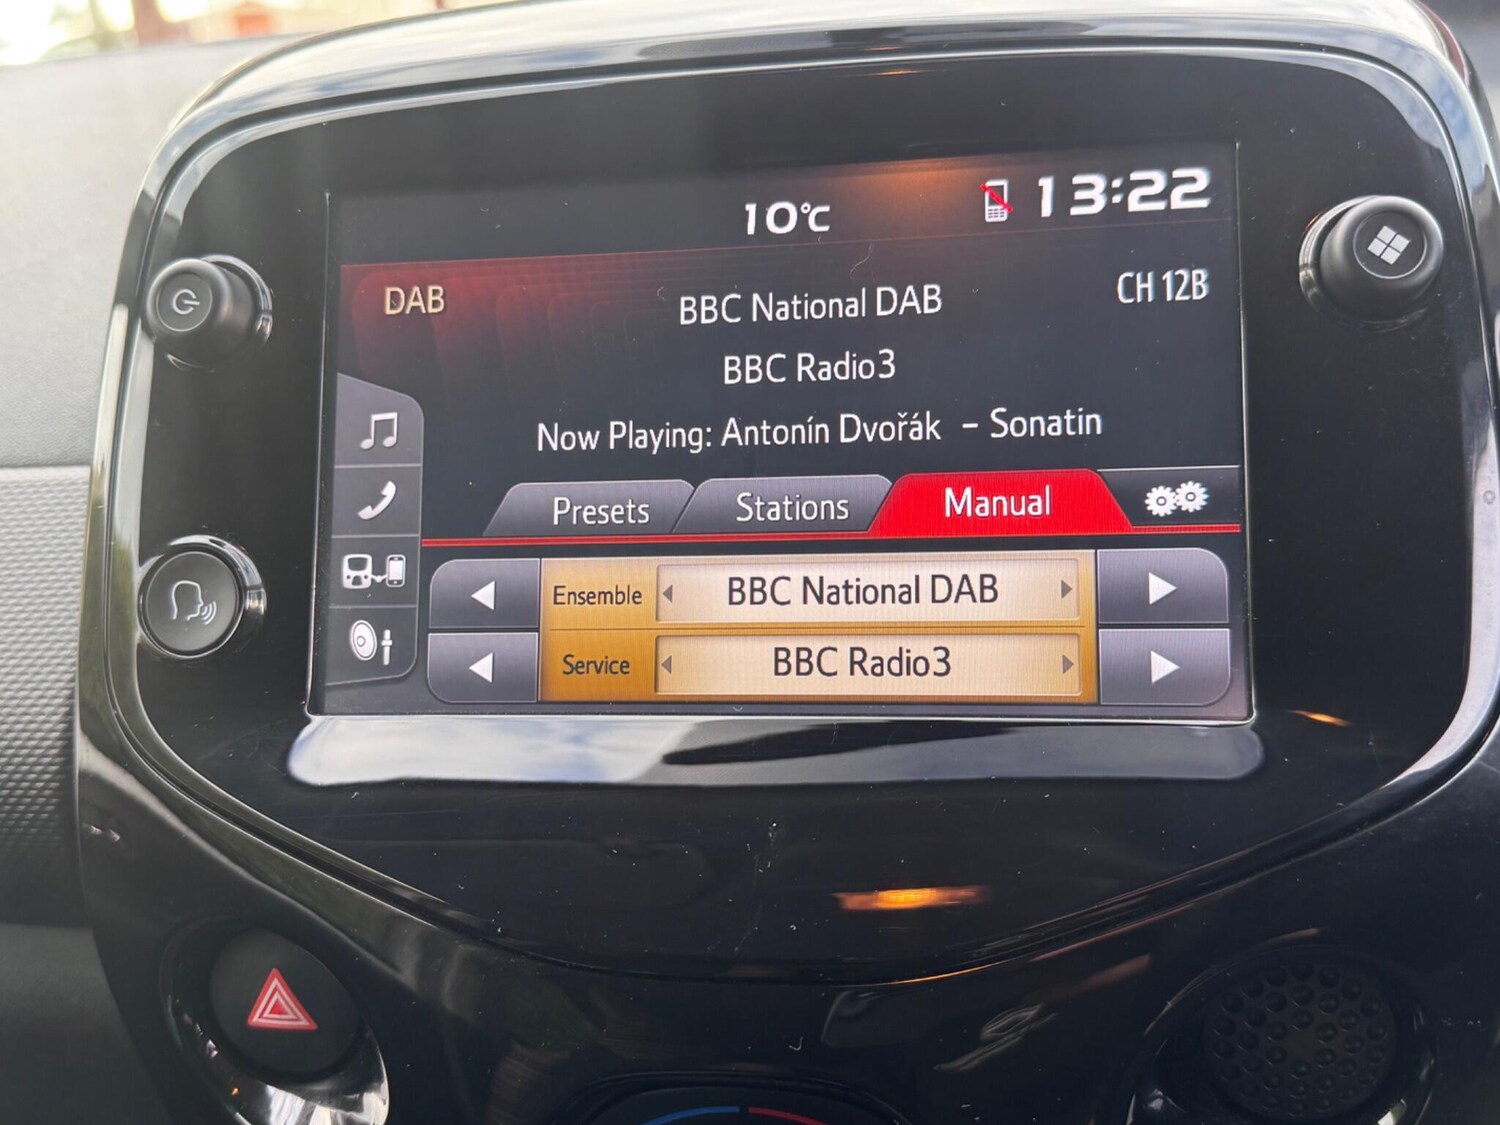 10°C 13:22
DAB BBC National DAB CH 12B
BBC Radio3
Now Playing: Antonín Dvořák – Sonatin
Presets Stations Manual
Ensemble BBC National DAB
Service BBC Radio3